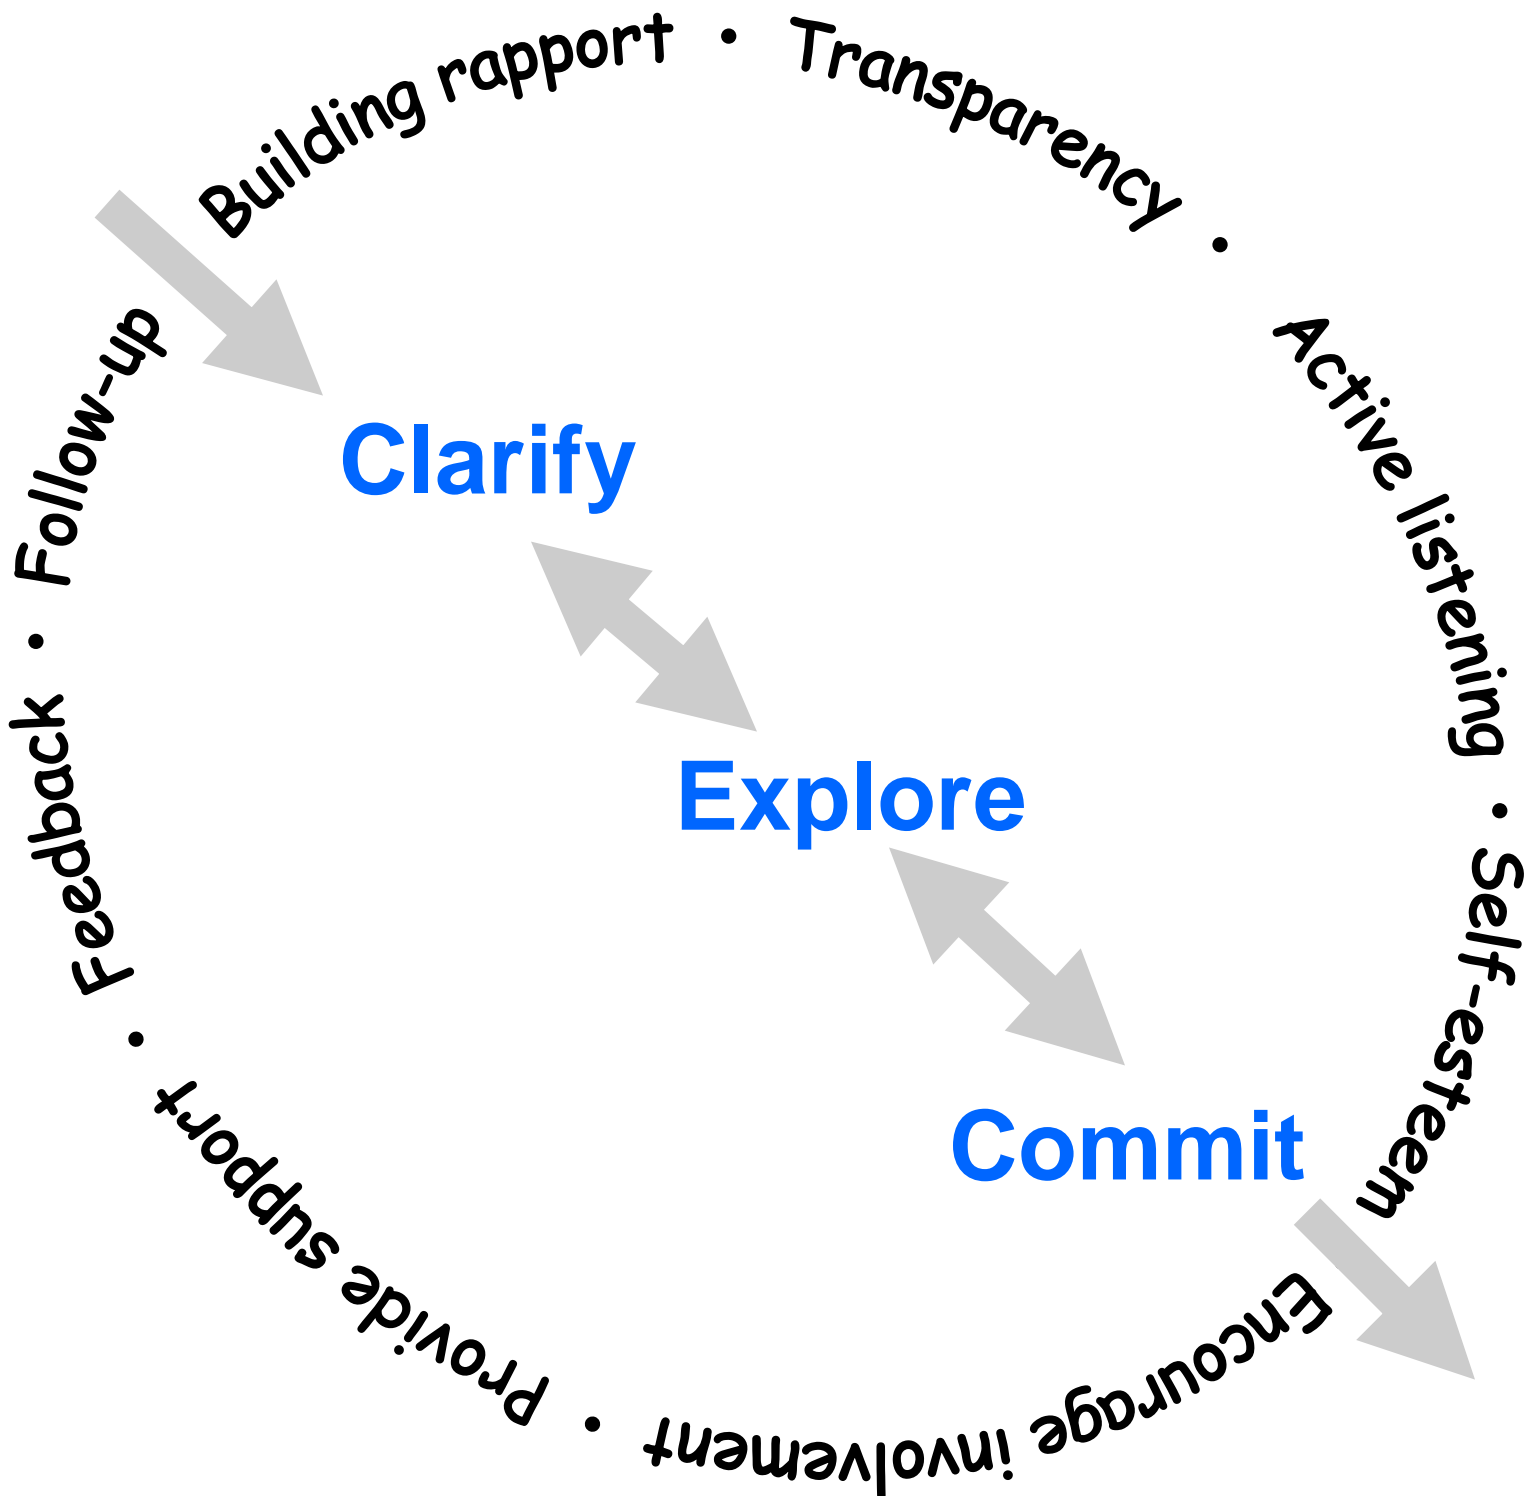 Building rapport • Transparency •
Active listening • Self-esteem
Encourage involvement • Provide support • Feedback • Follow-up
Clarify
Explore
Commit